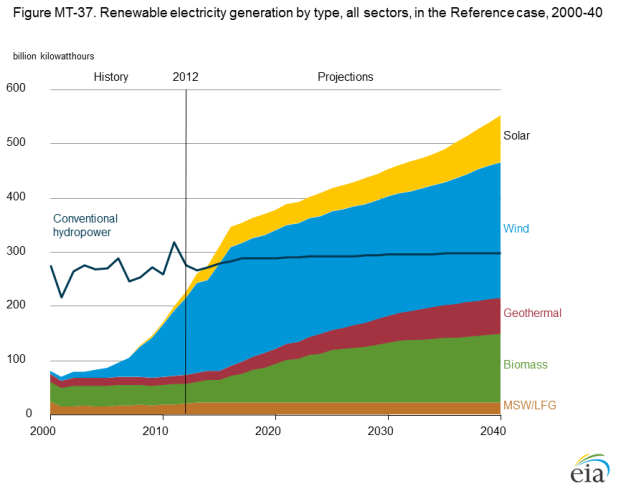 Figure MT-37. Renewable electricity generation by type, all sectors, in the Reference case, 2000-40
billion kilowatthours
History 2012 Projections
600
500
400
300
200
100
0
Solar
Conventional
hydropower
Wind
Geothermal
Biomass
MSW/LFG
2000 2010 2020 2030 2040
eia